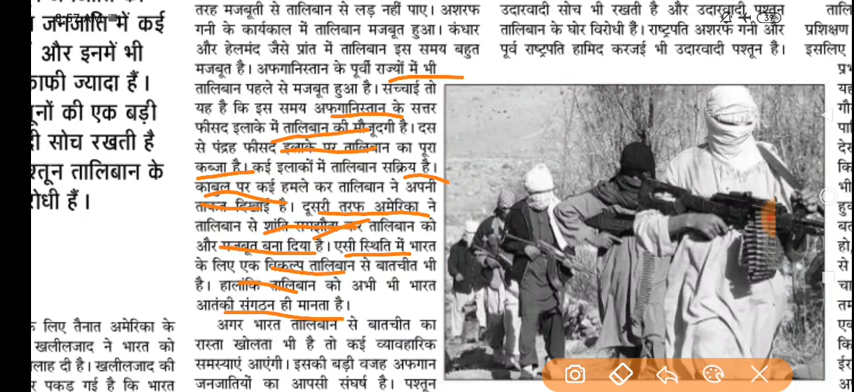 जनजाति में कई
और इनमें भी
काफी ज्यादा हैं।
नों की एक बड़ी
सोच रखती है
तालिबान के
हैं।
लिए तैनात अमेरिका के
खलीलजाद ने भारत को
दी है। खलीलजाद की
पकड़ गई है कि भारत
तरह मजबूती से तालिबान से लड़ नहीं पाए। अशरफ
गनी के कार्यकाल में तालिबान मजबूत हुआ। कंधार
और हेलमंद जैसे प्रांत में तालिबान इस समय बहुत
मजबूत है। अफगानिस्तान के पूर्वी राज्यों में भी
तालिबान पहले से मजबूत हुआ है। सच्चाई तो
यह है कि इस समय अफगानिस्तान के सत्तर
फीसद इलाके में तालिबान की मौजूदगी है। दस
से पंद्रह फीसद इलाके पर तालिबान का पूरा
कब्जा है। कई इलाकों में तालिबान सक्रिय है।
काबुल पर कई हमले कर तालिबान ने अपनी
ताकत दिखाई है। दूसरी तरफ अमेरिका ने
तालिबान से शांति समझौता कर तालिबान को
और मजबूत बना दिया है। एसी स्थिति में भारत
के लिए एक विकल्प तालिबान से बातचीत भी
है। हालांकि तालिबान को अभी भी भारत
आतंकी संगठन ही मानता है।
अगर भारत तालिबान से बातचीत का
रास्ता खोलता भी है तो कई व्यावहारिक
समस्याएं आएंगी। इसकी बड़ी वजह अफगान
जनजातियों का आपसी संघर्ष है। पश्तून
उदारवादी सोच भी रखती है और उदारवादी पश्तून
तालिबान के घोर विरोधी हैं। राष्ट्रपति अशरफ गनी और
पूर्व राष्ट्रपति हामिद करजई भी उदारवादी पश्तून है।
प्रशिक्षण
इसलिए